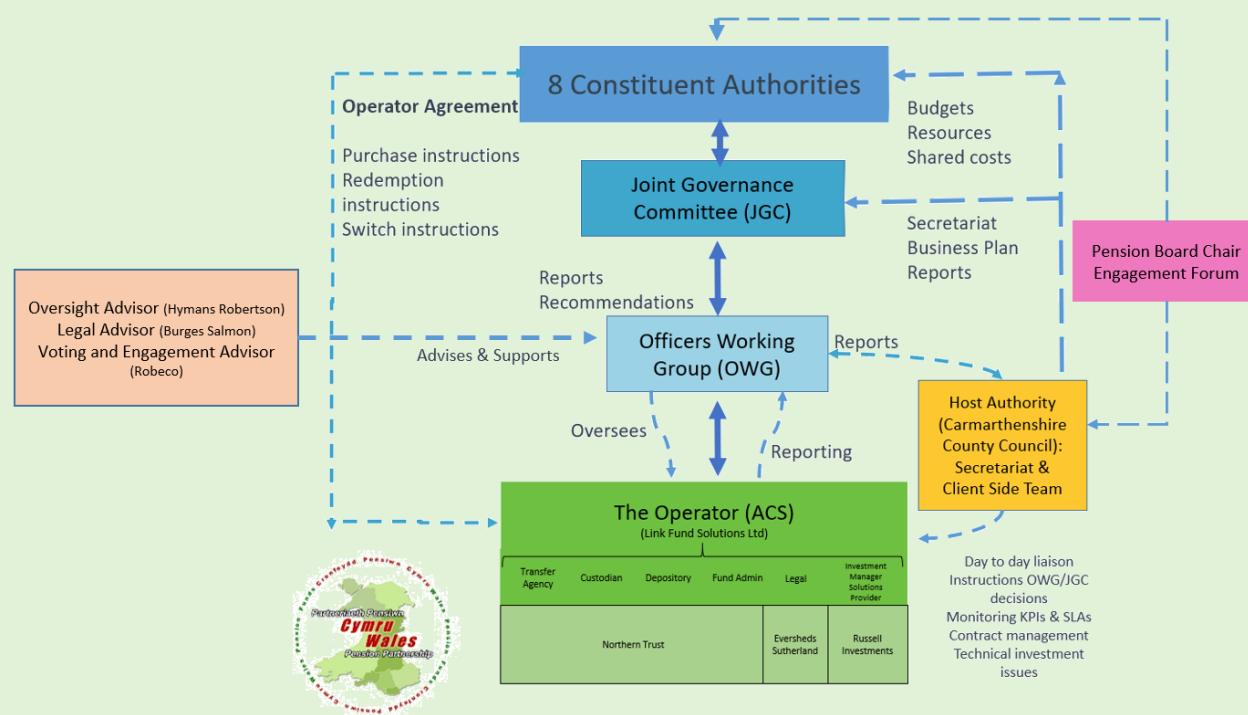 8 Constituent Authorities
Operator Agreement
Purchase instructions
Redemption
instructions
Switch instructions
Budgets
Resources
Shared costs
Joint Governance
Committee (JGC)
Secretariat
Business Plan
Reports
Pension Board Chair
Engagement Forum
Reports
Recommendations
Oversight Advisor (Hymans Robertson)
Legal Advisor (Burges Salmon)
Voting and Engagement Advisor
(Robeco)
Advises & Supports
Officers Working
Group (OWG)
Reports
Host Authority
(Carmarthenshire
County Council):
Secretariat &
Client Side Team
Oversees
Reporting
The Operator (ACS)
(Link Fund Solutions Ltd)
Transfer
Agency
Custodian
Depository
Fund Admin
Legal
Investment
Manager
Solutions
Provider
Northern Trust
Eversheds
Sutherland
Russell
Investments
Day to day liaison
Instructions OWG/JGC
decisions
Monitoring KPIs & SLAs
Contract management
Technical investment
issues
Partneriaeth Pensiwn
Cymru
Wales
Pension Partnership